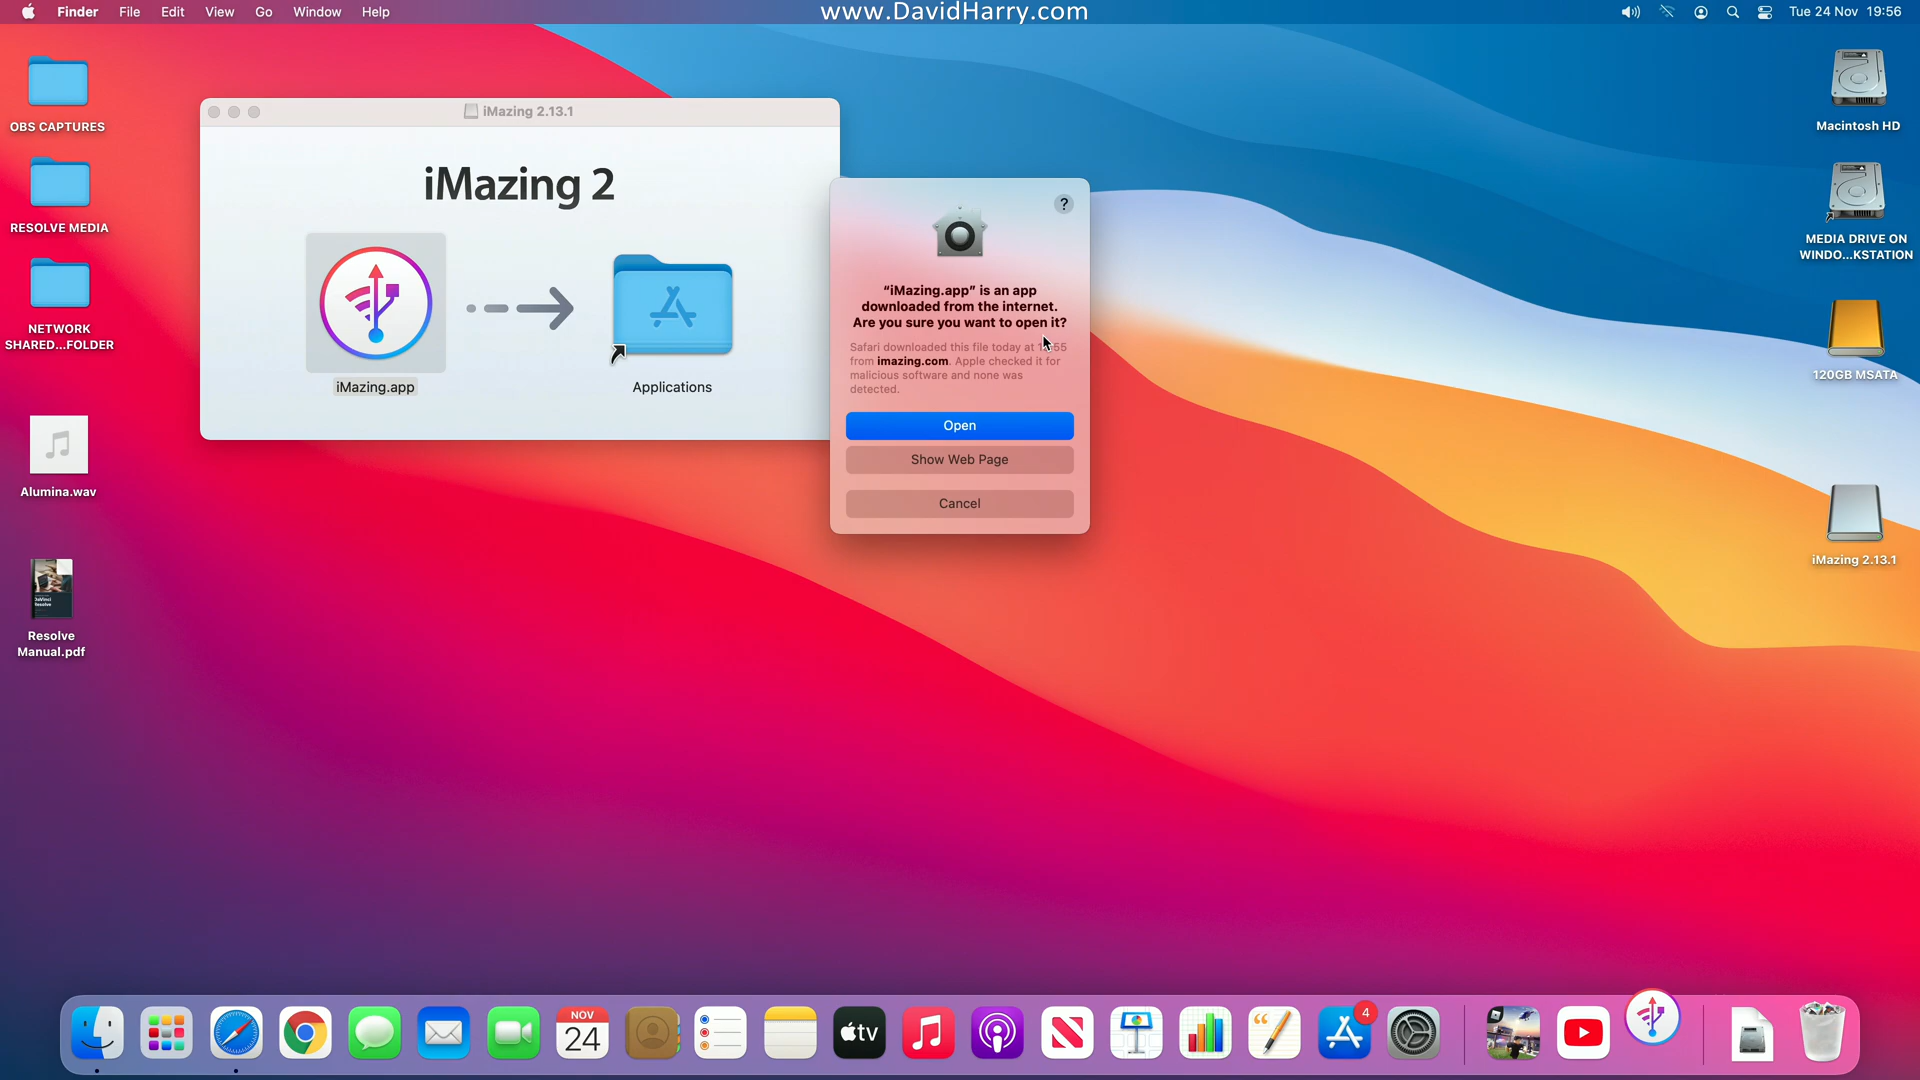 Finder File Edit View Go Window Help
www.DavidHarry.com
Tue 24 Nov 19:56
OBS CAPTURES
RESOLVE MEDIA
NETWORK
SHARED...FOLDER
Alumina.wav
DaVinci
Resolve
Resolve
Manual.pdf
iMazing 2.13.1
iMazing 2
iMazing.app
Applications
?
“iMazing.app” is an app
downloaded from the internet.
Are you sure you want to open it?
Safari downloaded this file today at
from imazing.com. Apple checked it for
malicious software and none was
detected.
Open
Show Web Page
Cancel
Macintosh HD
MEDIA DRIVE ON
WINDO...KSTATION
120GB MSATA
iMazing 2.13.1
NOV
24
tv
4